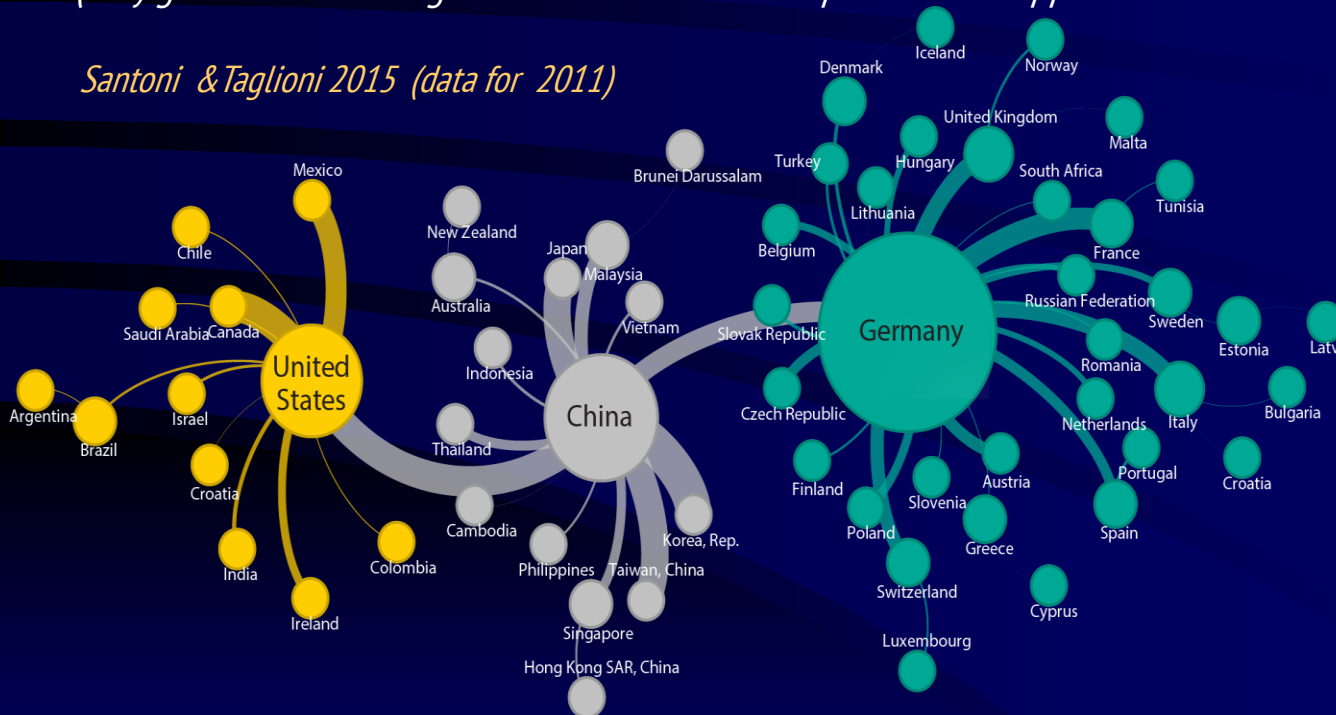 Santoni & Taglioni 2015 (data for 2011)
Iceland
Norway
Denmark
United Kingdom
Malta
Turkey
Hungary
South Africa
Tunisia
Lithuania
Belgium
France
Russian Federation
Sweden
Estonia
Slovak Republic
Germany
Romania
Czech Republic
Netherlands
Italy
Bulgaria
Portugal
Croatia
Finland
Slovenia
Austria
Poland
Greece
Spain
Switzerland
Cyprus
Luxembourg
Brunei Darussalam
New Zealand
Japan
Malaysia
Australia
Vietnam
Indonesia
China
Thailand
Cambodia
Korea, Rep.
Philippines
Taiwan, China
Singapore
Hong Kong SAR, China
Mexico
Chile
Saudi Arabia
Canada
United
States
Argentina
Brazil
Israel
Croatia
India
Colombia
Ireland